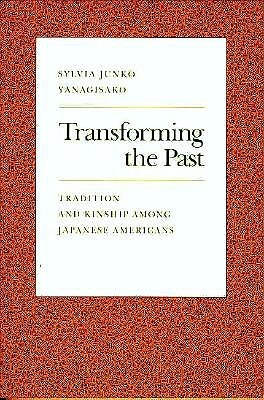 SYLVIA JUNKO
YANAGISAKO
Transforming
the Past
TRADITION
AND KINSHIP AMONG
JAPANESE AMERICANS